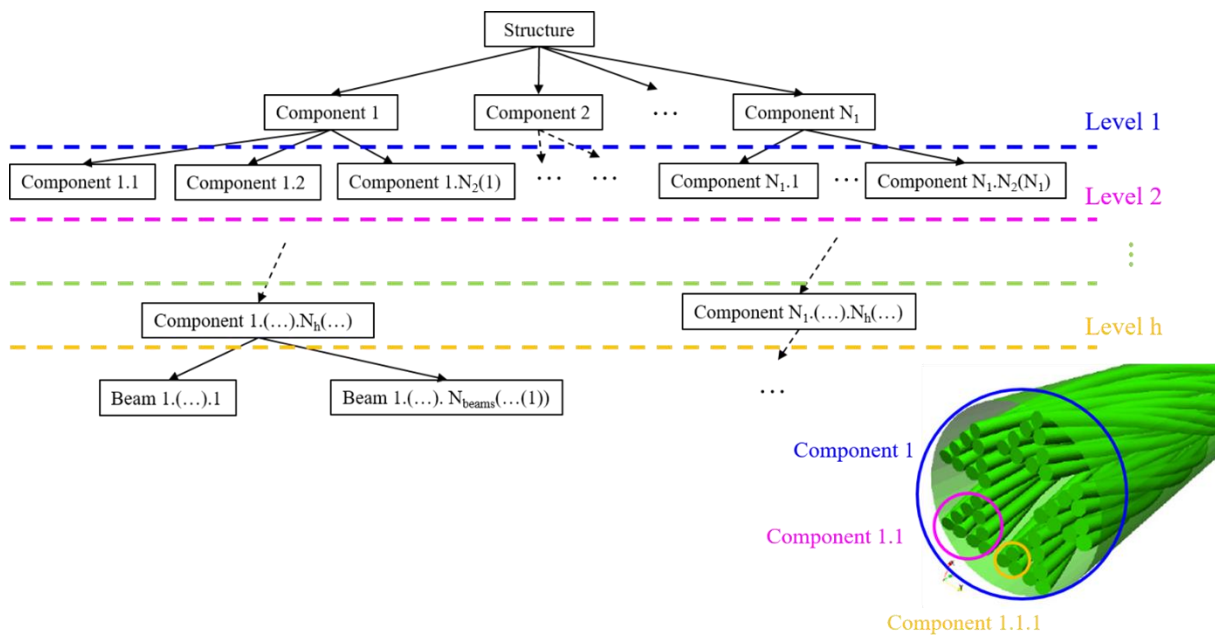 Structure
Component 1
Component 2
...
Component N₁
Level 1
Component 1.1
Component 1.2
Component 1.N₂(1)
...
...
Component N₁.1
...
Component N₁.N₂(N₁)
Level 2
⋮
Component 1.(…).Nₕ(…)
Component N₁.(…).Nₕ(…)
Level h
Beam 1.(…).1
Beam 1.(…). N_beams(…(1))
...
Component 1
Component 1.1
Component 1.1.1